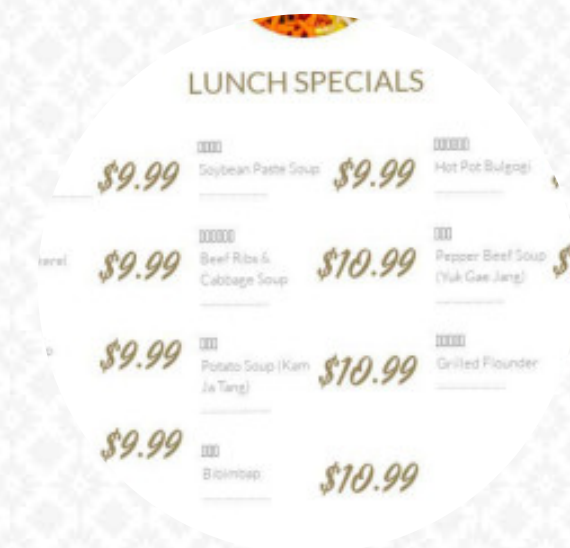 LUNCH SPECIALS
$9.99
Soybean Paste Soup
$9.99
Hot Pot Bulgogi
$9.99
Beef Ribs &
Cabbage Soup
$10.99
Pepper Beef Soup
(Yuk Gae Jang)
$
$9.99
Potato Soup (Kam
Ja Tang)
$10.99
Grilled Flounder
$9.99
Bibimbap
$10.99